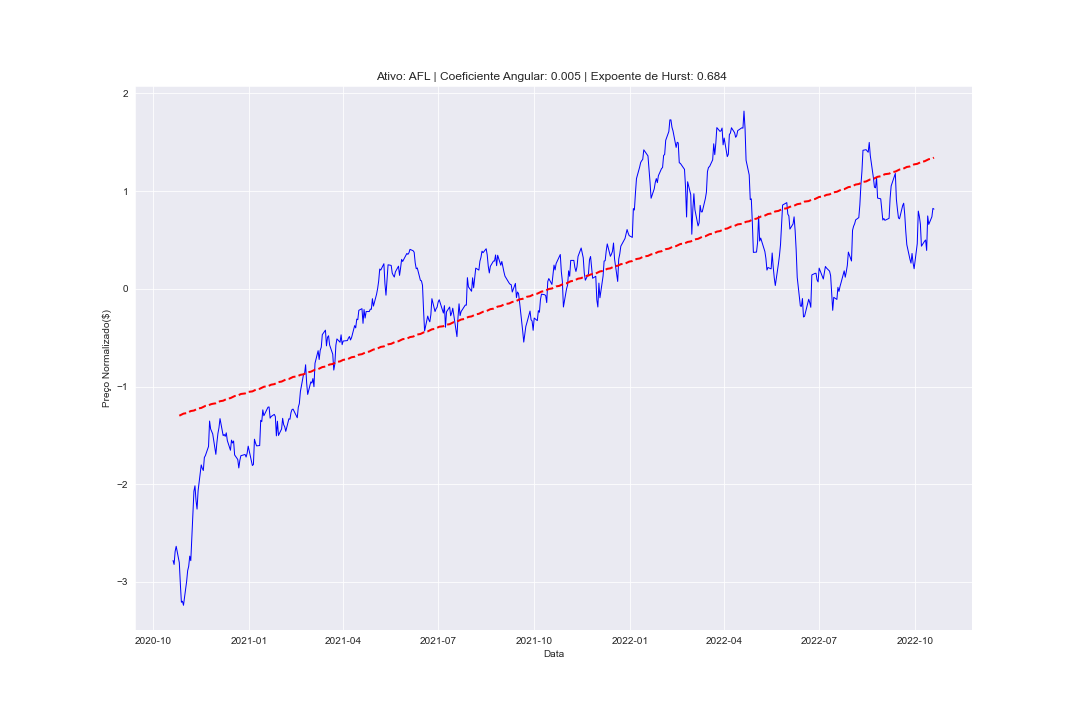 Ativo: AFL | Coeficiente Angular: 0.005 | Expoente de Hurst: 0.684
Preço Normalizado($)
2
1
0
−1
−2
−3
2020-10 2021-01 2021-04 2021-07 2021-10 2022-01 2022-04 2022-07 2022-10
Data